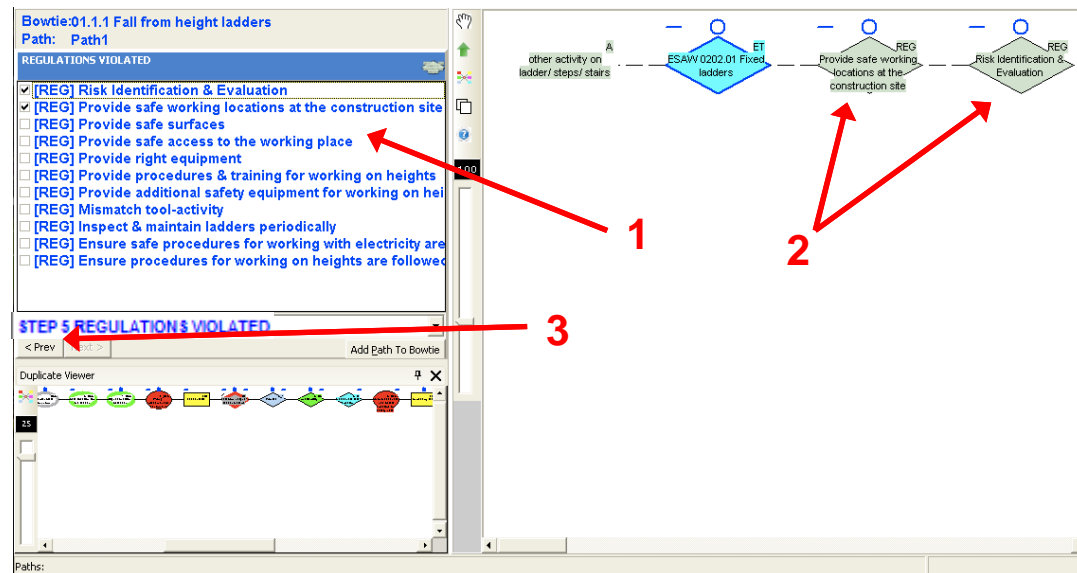 Bowtie:01.1.1 Fall from height ladders
Path: Path1
REGULATIONS VIOLATED
[REG] Risk Identification & Evaluation
[REG] Provide safe working locations at the construction site
[REG] Provide safe surfaces
[REG] Provide safe access to the working place
[REG] Provide right equipment
[REG] Provide procedures & training for working on heights
[REG] Provide additional safety equipment for working on hei
[REG] Mismatch tool-activity
[REG] Inspect & maintain ladders periodically
[REG] Ensure safe procedures for working with electricity are
[REG] Ensure procedures for working on heights are followed
STEP 5 REGULATIONS VIOLATED
< Prev
Next >
Add Path To Bowtie
Duplicate Viewer
25
Paths:
100
A
other activity on
ladder/ steps/ stairs
ET
ESAW 0202.01 Fixed
ladders
REG
Provide safe working
locations at the
construction site
REG
Risk Identification &
Evaluation
1
2
3